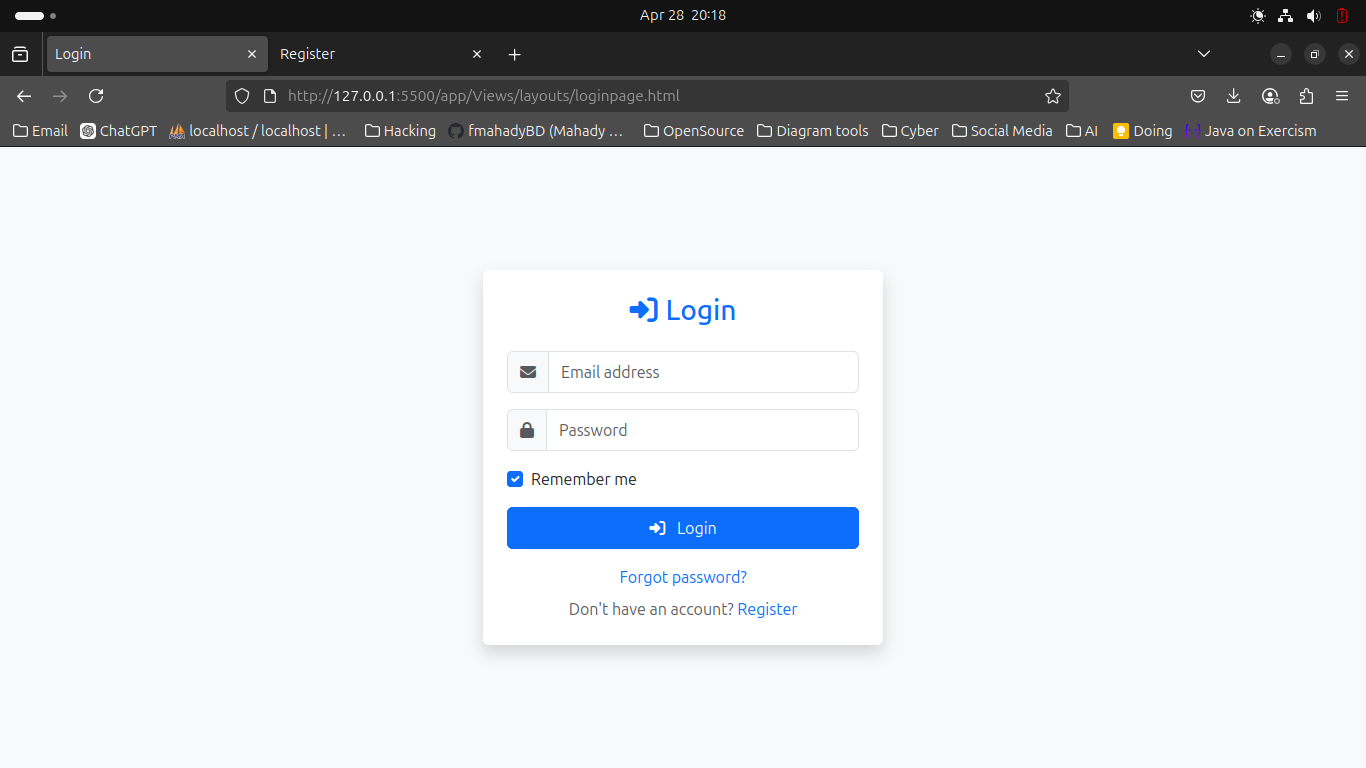 Apr 28 20:18
Login
Register
http://127.0.0.1:5500/app/Views/layouts/loginpage.html
Email
ChatGPT
localhost / localhost | ...
Hacking
fmahadyBD (Mahady ...
OpenSource
Diagram tools
Cyber
Social Media
AI
Doing
Java on Exercism
Login
Email address
Password
Remember me
Login
Forgot password?
Don't have an account? Register